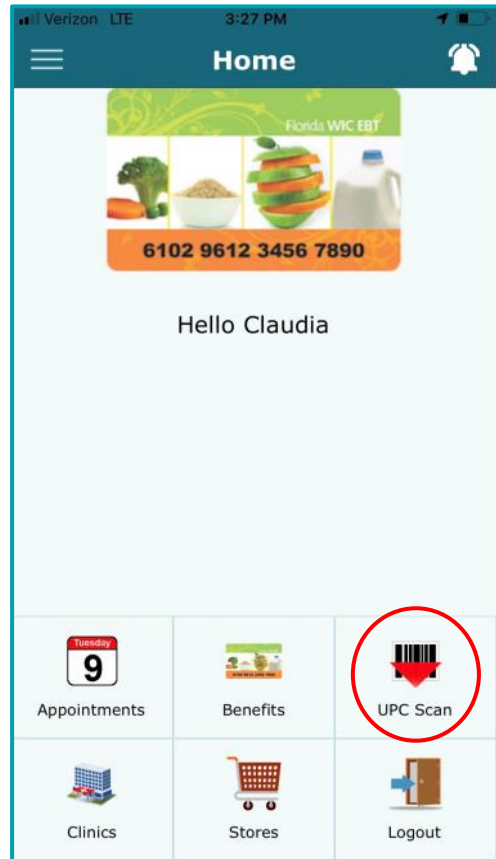 Verizon LTE 3:27 PM
Home
Florida WIC EBT
6102 9612 3456 7890
Hello Claudia
Tuesday
9
Appointments Benefits UPC Scan
Clinics Stores Logout